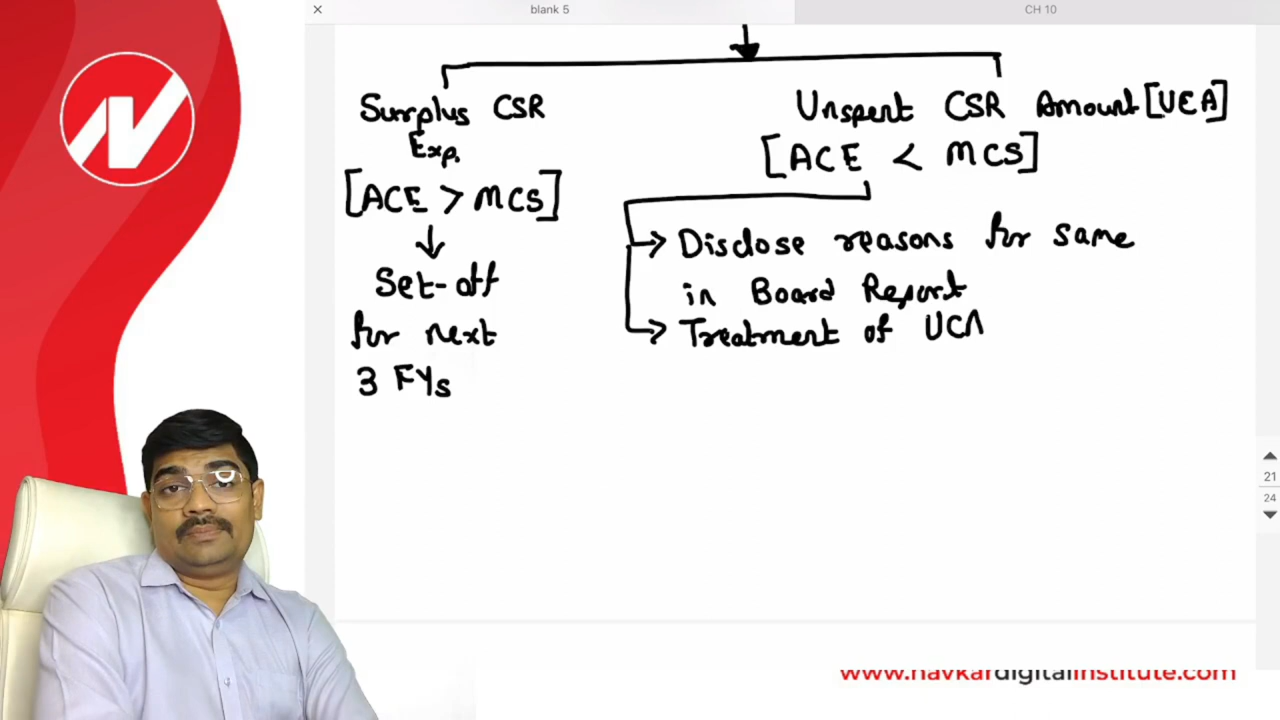 × blank 5 CH 10
Surplus CSR
Exp.
[ACE > MCS]
Set-off
for next
3 FYs
Unspent CSR Amount [UCA]
[ACE < MCS]
Disclose reasons for same
in Board Report
Treatment of UCA
21
24
www.navkardigitalinstitute.com